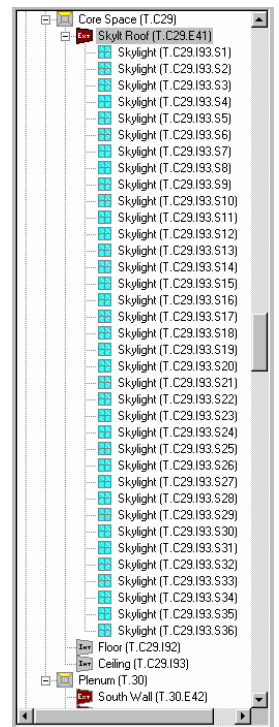 Core Space (T.C29)
EXT Skylt Roof (T.C29.E41)
Skylight (T.C29.I93.S1)
Skylight (T.C29.I93.S2)
Skylight (T.C29.I93.S3)
Skylight (T.C29.I93.S4)
Skylight (T.C29.I93.S5)
Skylight (T.C29.I93.S6)
Skylight (T.C29.I93.S7)
Skylight (T.C29.I93.S8)
Skylight (T.C29.I93.S9)
Skylight (T.C29.I93.S10)
Skylight (T.C29.I93.S11)
Skylight (T.C29.I93.S12)
Skylight (T.C29.I93.S13)
Skylight (T.C29.I93.S14)
Skylight (T.C29.I93.S15)
Skylight (T.C29.I93.S16)
Skylight (T.C29.I93.S17)
Skylight (T.C29.I93.S18)
Skylight (T.C29.I93.S19)
Skylight (T.C29.I93.S20)
Skylight (T.C29.I93.S21)
Skylight (T.C29.I93.S22)
Skylight (T.C29.I93.S23)
Skylight (T.C29.I93.S24)
Skylight (T.C29.I93.S25)
Skylight (T.C29.I93.S26)
Skylight (T.C29.I93.S27)
Skylight (T.C29.I93.S28)
Skylight (T.C29.I93.S29)
Skylight (T.C29.I93.S30)
Skylight (T.C29.I93.S31)
Skylight (T.C29.I93.S32)
Skylight (T.C29.I93.S33)
Skylight (T.C29.I93.S34)
Skylight (T.C29.I93.S35)
Skylight (T.C29.I93.S36)
INT Floor (T.C29.I92)
INT Ceiling (T.C29.I93)
Plenum (T.30)
EXT South Wall (T.30.E42)